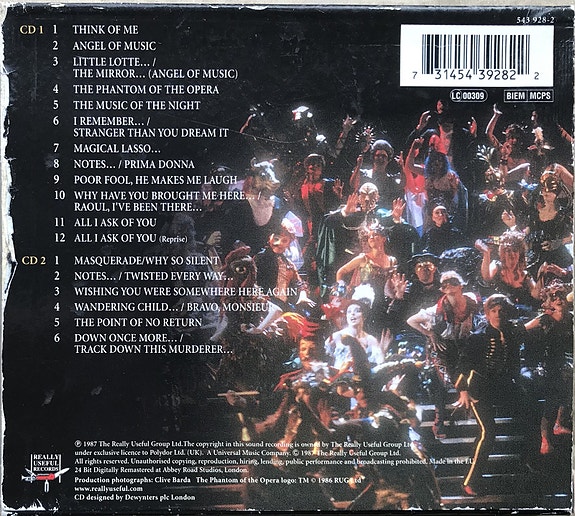 543 928-2
7 31454 39282 2
LC 00309 BIEM MCPS
CD 1 1 THINK OF ME
2 ANGEL OF MUSIC
3 LITTLE LOTTE... /
THE MIRROR... (ANGEL OF MUSIC)
4 THE PHANTOM OF THE OPERA
5 THE MUSIC OF THE NIGHT
6 I REMEMBER... /
STRANGER THAN YOU DREAM IT
7 MAGICAL LASSO...
8 NOTES... / PRIMA DONNA
9 POOR FOOL, HE MAKES ME LAUGH
10 WHY HAVE YOU BROUGHT ME HERE... /
RAOUL, I'VE BEEN THERE...
11 ALL I ASK OF YOU
12 ALL I ASK OF YOU (Reprise)
CD 2 1 MASQUERADE/WHY SO SILENT
2 NOTES... / TWISTED EVERY WAY...
3 WISHING YOU WERE SOMEWHERE HERE AGAIN
4 WANDERING CHILD... / BRAVO, MONSIEUR
5 THE POINT OF NO RETURN
6 DOWN ONCE MORE... /
TRACK DOWN THIS MURDERER...
REALLY
USEFUL
RECORDS
℗ 1987 The Really Useful Group Ltd.The copyright in this sound recording is owned by The Really Useful Group Ltd.
under exclusive licence to Polydor Ltd. (UK). A Universal Music Company. © 1987 The Really Useful Group Ltd.
All rights reserved. Unauthorised copying, reproduction, hiring, lending, public performance and broadcasting prohibited. Made in the EU.
24 Bit Digitally Remastered at Abbey Road Studios, London.
Production photographs: Clive Barda The Phantom of the Opera logo: TM © 1986 RUG Ltd
www.reallyuseful.com
CD designed by Dewynters plc London